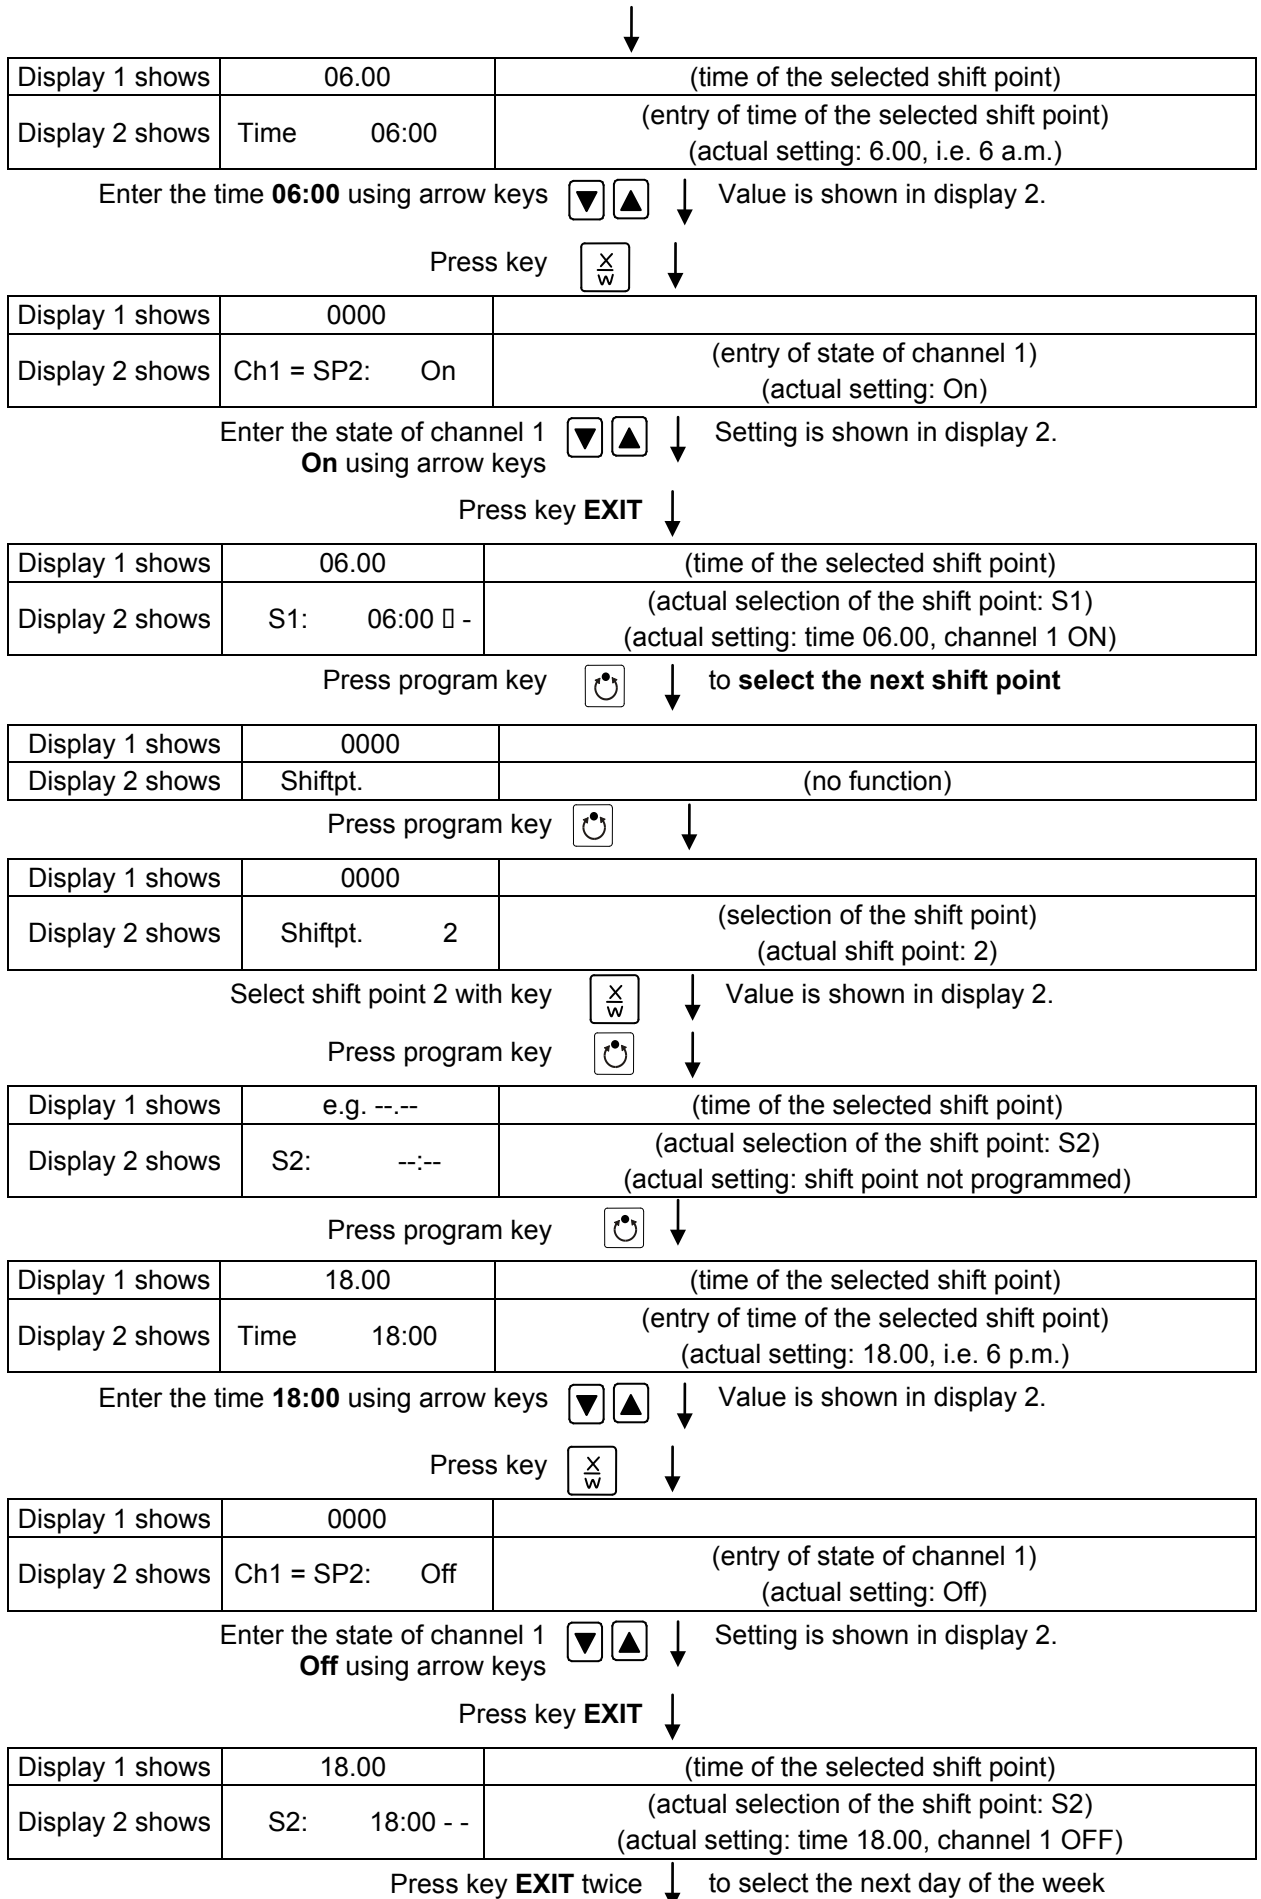 Display 1 shows 06.00 (time of the selected shift point)
Display 2 shows Time 06:00 (entry of time of the selected shift point)
(actual setting: 6.00, i.e. 6 a.m.)
Enter the time 06:00 using arrow keys ▼ ▲ Value is shown in display 2.
Press key X/W
Display 1 shows 0000
Display 2 shows Ch1 = SP2: On (entry of state of channel 1)
(actual setting: On)
Enter the state of channel 1 ▼ ▲ Setting is shown in display 2.
On using arrow keys
Press key EXIT
Display 1 shows 06.00 (time of the selected shift point)
Display 2 shows S1: 06:00 ▯ - (actual selection of the shift point: S1)
(actual setting: time 06.00, channel 1 ON)
Press program key to select the next shift point
Display 1 shows 0000
Display 2 shows Shiftpt. (no function)
Press program key
Display 1 shows 0000
Display 2 shows Shiftpt. 2 (selection of the shift point)
(actual shift point: 2)
Select shift point 2 with key X/W Value is shown in display 2.
Press program key
Display 1 shows e.g. --.-- (time of the selected shift point)
Display 2 shows S2: --:-- (actual selection of the shift point: S2)
(actual setting: shift point not programmed)
Press program key
Display 1 shows 18.00 (time of the selected shift point)
Display 2 shows Time 18:00 (entry of time of the selected shift point)
(actual setting: 18.00, i.e. 6 p.m.)
Enter the time 18:00 using arrow keys ▼ ▲ Value is shown in display 2.
Press key X/W
Display 1 shows 0000
Display 2 shows Ch1 = SP2: Off (entry of state of channel 1)
(actual setting: Off)
Enter the state of channel 1 ▼ ▲ Setting is shown in display 2.
Off using arrow keys
Press key EXIT
Display 1 shows 18.00 (time of the selected shift point)
Display 2 shows S2: 18:00 - - (actual selection of the shift point: S2)
(actual setting: time 18.00, channel 1 OFF)
Press key EXIT twice to select the next day of the week